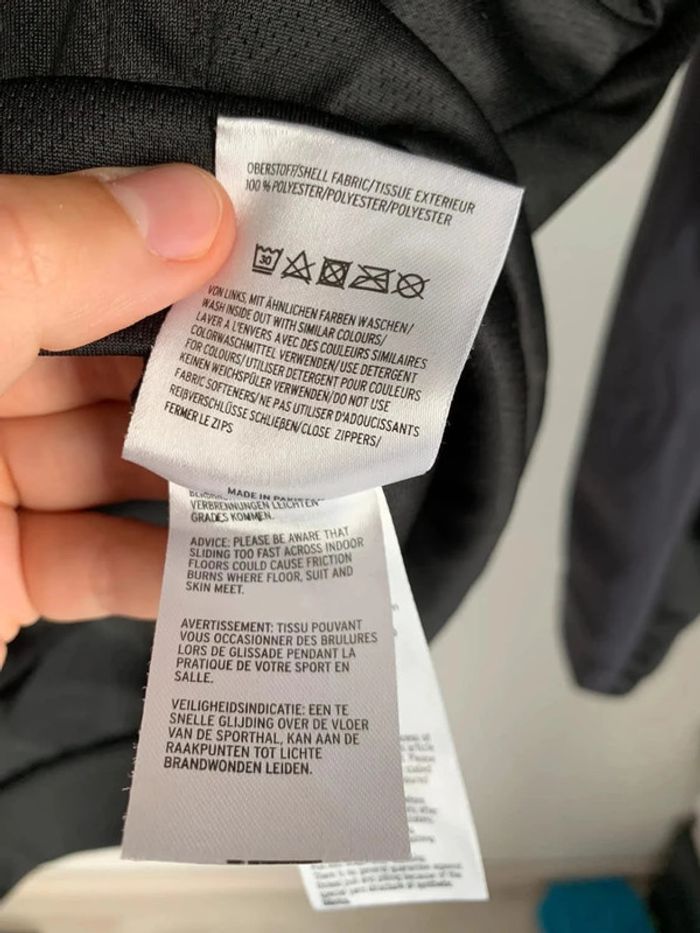 OBERSTOFF/SHELL FABRIC/TISSUE EXTERIEUR
100 % POLYESTER/POLYESTER/POLYESTER
30
VON LINKS, MIT ÄHNLICHEN FARBEN WASCHEN/
WASH INSIDE OUT WITH SIMILAR COLOURS/
LAVER A L'ENVERS AVEC DES COULEURS SIMILAIRES
COLORWASCHMITTEL VERWENDEN/USE DETERGENT
FOR COLOURS/UTILISER DETERGENT POUR COULEURS
KEINEN WEICHSPÜLER VERWENDEN/DO NOT USE
FABRIC SOFTENERS/NE PAS UTILISER D'ADOUCISSANTS
REIßVERSCHLÜSSE SCHLIEßEN/CLOSE ZIPPERS/
FERMER LE ZIPS
MADE IN
VERBRENNUNGEN LEICHTEN
GRADES KOMMEN.
ADVICE: PLEASE BE AWARE THAT
SLIDING TOO FAST ACROSS INDOOR
FLOORS COULD CAUSE FRICTION
BURNS WHERE FLOOR, SUIT AND
SKIN MEET.
AVERTISSEMENT: TISSU POUVANT
VOUS OCCASIONNER DES BRULURES
LORS DE GLISSADE PENDANT LA
PRATIQUE DE VOTRE SPORT EN
SALLE.
VEILIGHEIDSINDICATIE: EEN TE
SNELLE GLIJDING OVER DE VLOER
VAN DE SPORTHAL, KAN AAN DE
RAAKPUNTEN TOT LICHTE
BRANDWONDEN LEIDEN.